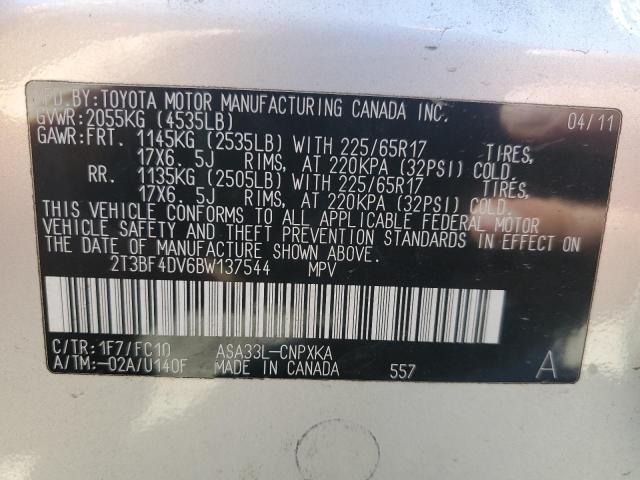 MFD.BY:TOYOTA MOTOR MANUFACTURING CANADA INC.
GVWR:2055KG (4535LB) 04/11
GAWR:FRT. 1145KG (2535LB) WITH 225/65R17 TIRES,
17X6. 5J RIMS, AT 220KPA (32PSI) COLD.
RR. 1135KG (2505LB) WITH 225/65R17 TIRES,
17X6. 5J RIMS, AT 220KPA (32PSI) COLD.
THIS VEHICLE CONFORMS TO ALL APPLICABLE FEDERAL MOTOR
VEHICLE SAFETY AND THEFT PREVENTION STANDARDS IN EFFECT ON
THE DATE OF MANUFACTURE SHOWN ABOVE.
2T3BF4DV6BW137544 MPV
C/TR:1F7/FC10 ASA33L-CNPXKA
A/TM:-02A/U140F MADE IN CANADA 557 A